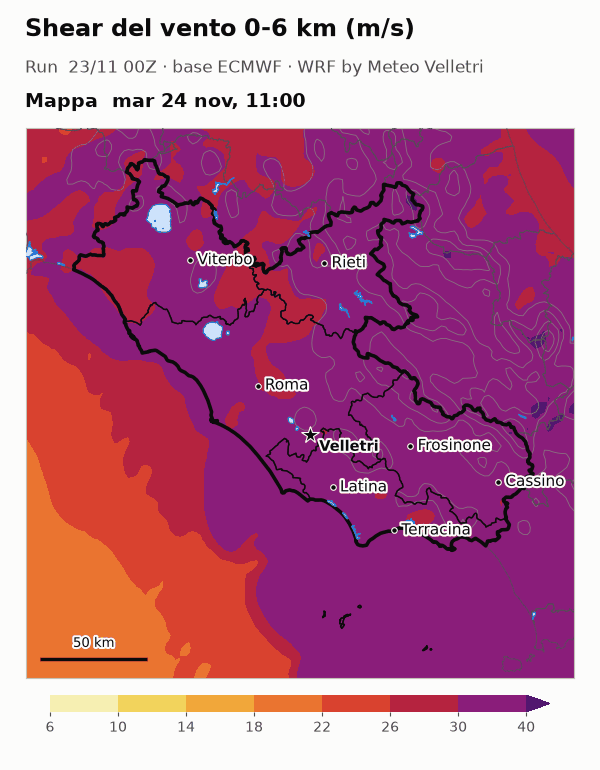 Shear del vento 0-6 km (m/s)
Run  23/11 00Z · base ECMWF · WRF by Meteo Velletri
Mappa  mar 24 nov, 11:00
Viterbo
Rieti
Roma
Velletri
Frosinone
Cassino
Latina
Terracina
50 km
6 10 14 18 22 26 30 40